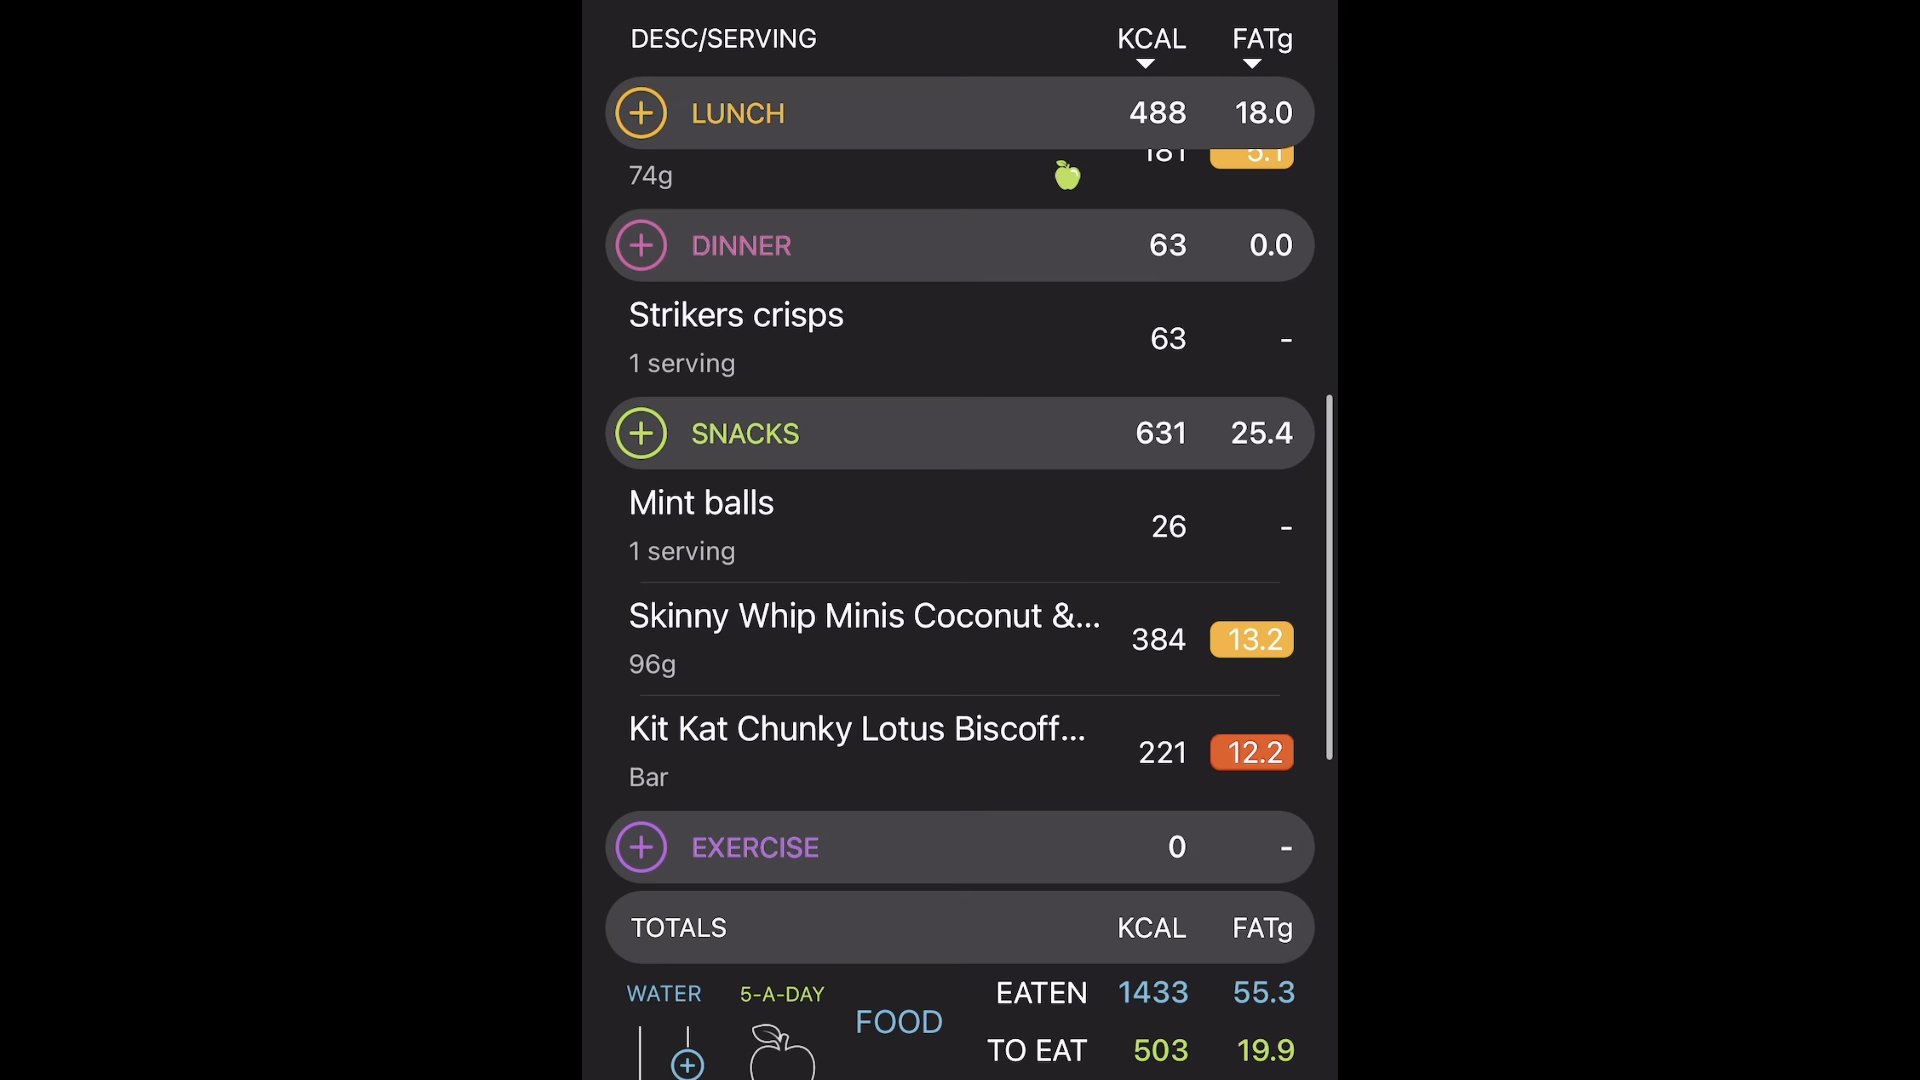 DESC/SERVING KCAL FATg
LUNCH 488 18.0
74g 181 5.1
DINNER 63 0.0
Strikers crisps 63 -
1 serving
SNACKS 631 25.4
Mint balls 26 -
1 serving
Skinny Whip Minis Coconut &... 384 13.2
96g
Kit Kat Chunky Lotus Biscoff... 221 12.2
Bar
EXERCISE 0 -
TOTALS KCAL FATg
WATER 5-A-DAY FOOD EATEN 1433 55.3
TO EAT 503 19.9